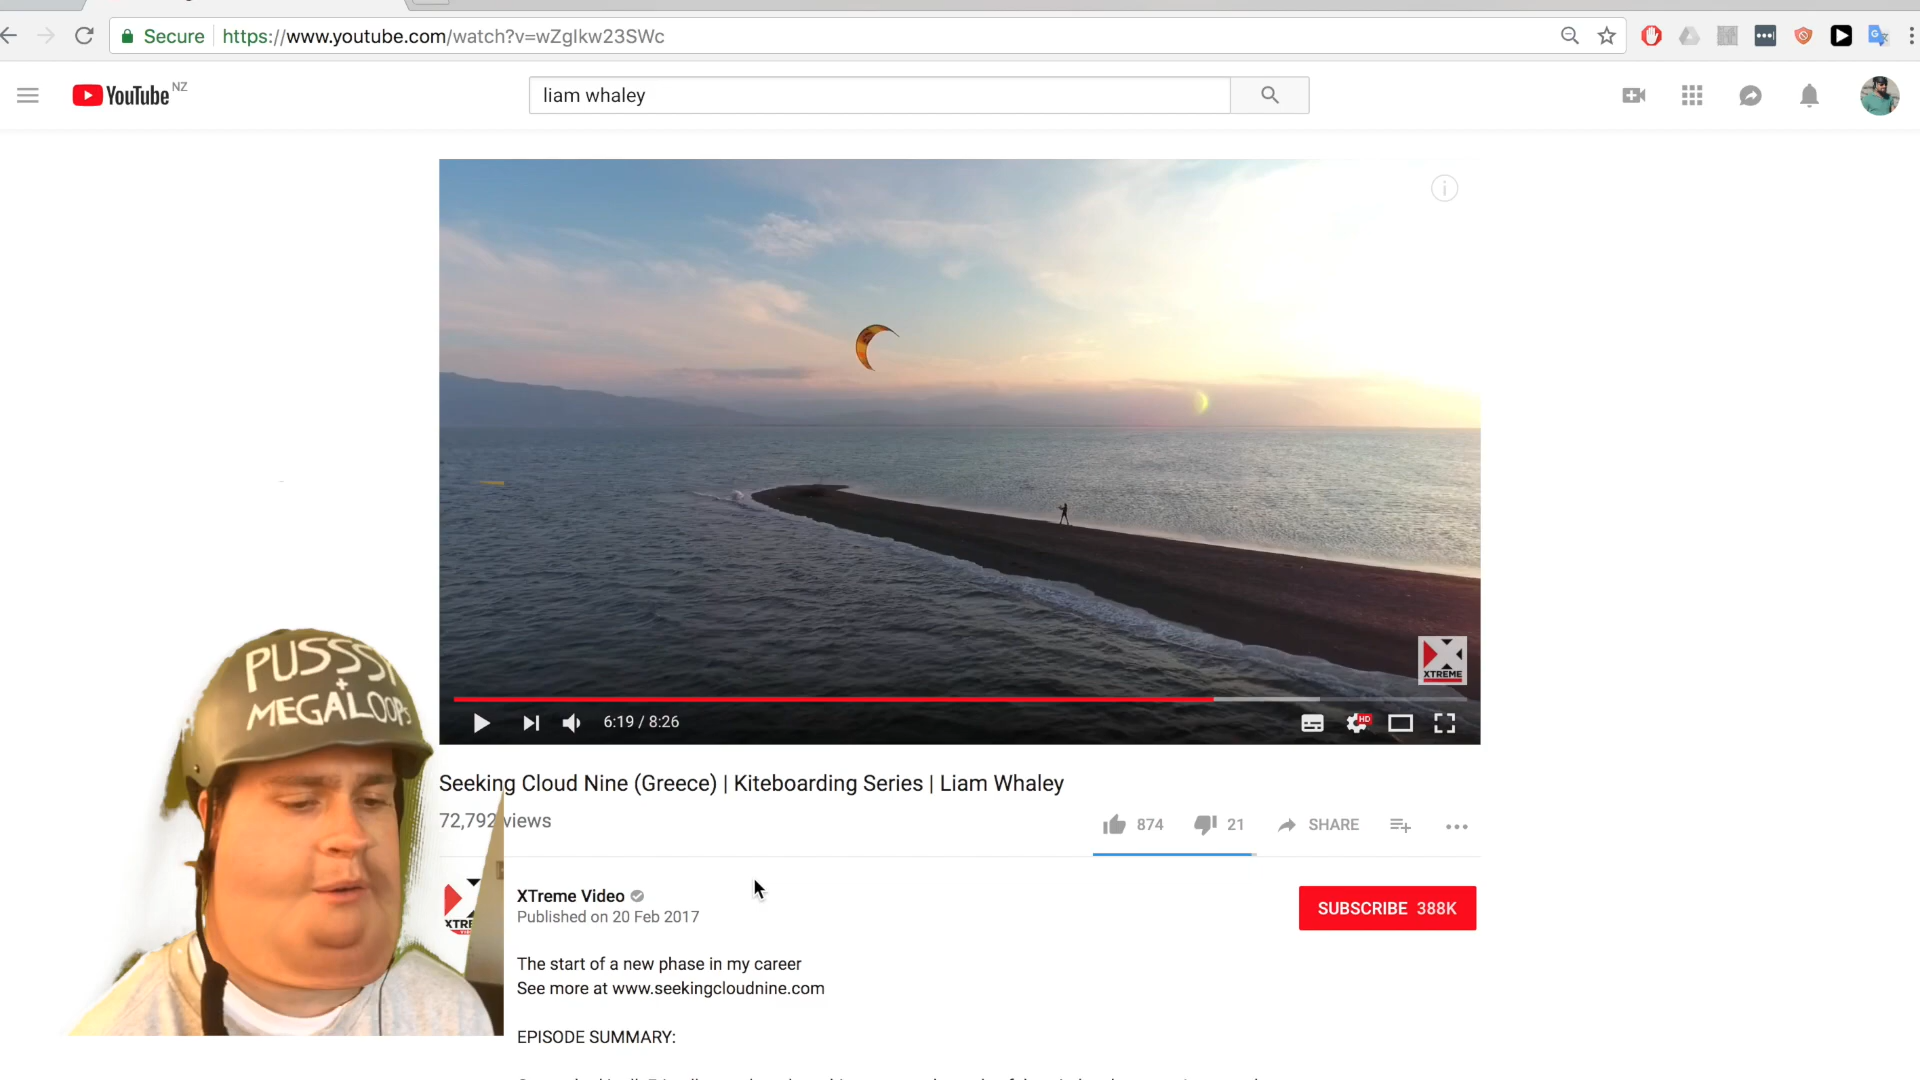 Secure https://www.youtube.com/watch?v=wZgIkw23SWc
YouTube NZ
liam whaley
XTREME
6:19 / 8:26
HD
PUSSSY
+
MEGALOOPS
Seeking Cloud Nine (Greece) | Kiteboarding Series | Liam Whaley
72,792 views
874 21 SHARE
XTreme Video
Published on 20 Feb 2017
SUBSCRIBE 388K
The start of a new phase in my career
See more at www.seekingcloudnine.com
EPISODE SUMMARY: